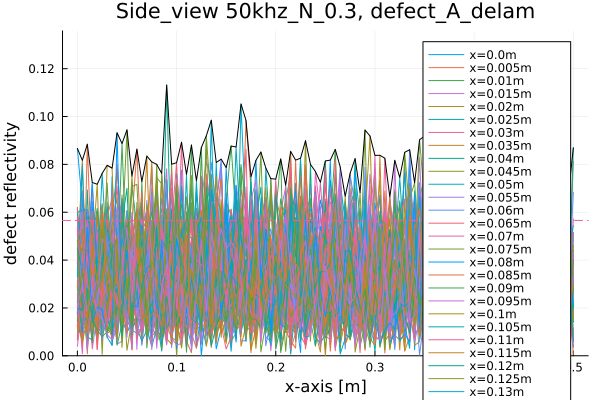 Side_view 50khz_N_0.3, defect_A_delam
defect reflectivity
0.12
0.10
0.08
0.06
0.04
0.02
0.00
0.0
0.1
0.2
0.3
.5
x-axis [m]
x=0.0m
x=0.005m
x=0.01m
x=0.015m
x=0.02m
x=0.025m
x=0.03m
x=0.035m
x=0.04m
x=0.045m
x=0.05m
x=0.055m
x=0.06m
x=0.065m
x=0.07m
x=0.075m
x=0.08m
x=0.085m
x=0.09m
x=0.095m
x=0.1m
x=0.105m
x=0.11m
x=0.115m
x=0.12m
x=0.125m
x=0.13m